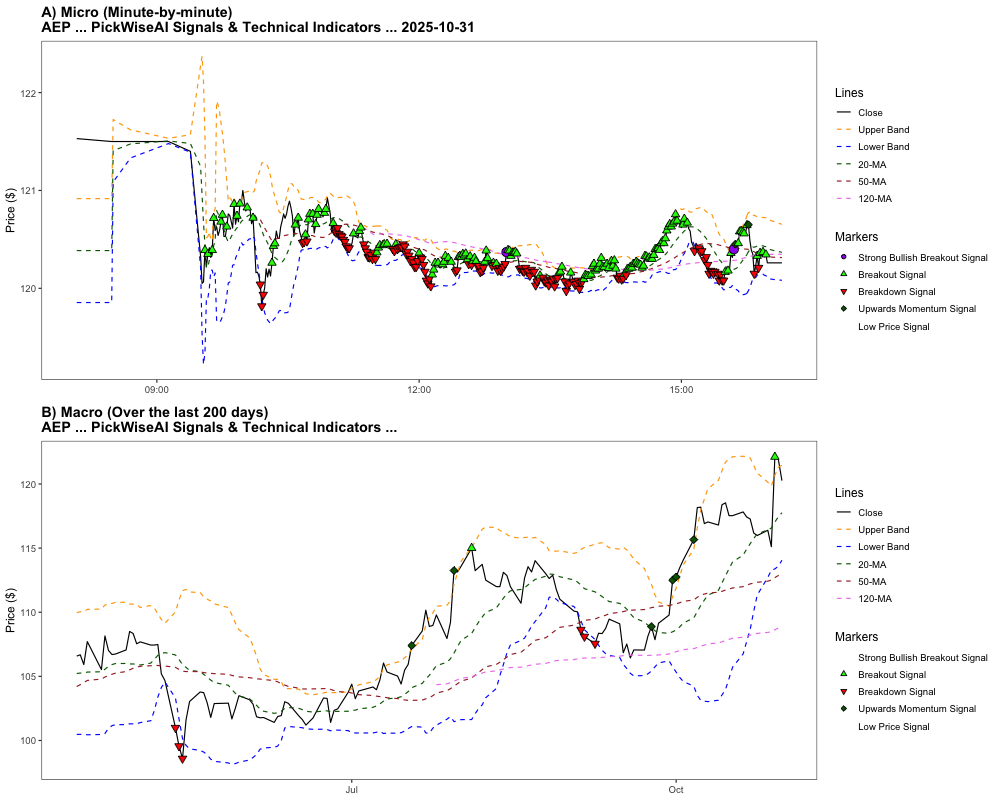 A) Micro (Minute-by-minute)
AEP ... PickWiseAI Signals & Technical Indicators ... 2025-10-31
Price ($)
122
121
120
09:00
12:00
15:00
Lines
Close
Upper Band
Lower Band
20-MA
50-MA
120-MA
Markers
Strong Bullish Breakout Signal
Breakout Signal
Breakdown Signal
Upwards Momentum Signal
Low Price Signal
B) Macro (Over the last 200 days)
AEP ... PickWiseAI Signals & Technical Indicators ...
Price ($)
120
115
110
105
100
Jul
Oct
Lines
Close
Upper Band
Lower Band
20-MA
50-MA
120-MA
Markers
Strong Bullish Breakout Signal
Breakout Signal
Breakdown Signal
Upwards Momentum Signal
Low Price Signal